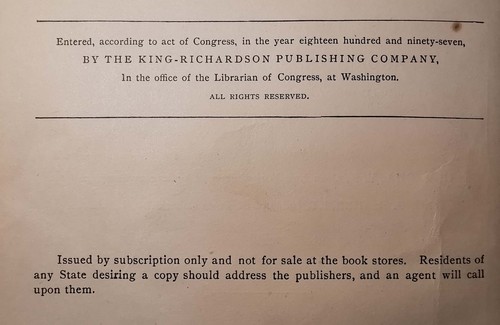 Entered, according to act of Congress, in the year eighteen hundred and ninety-seven,
BY THE KING-RICHARDSON PUBLISHING COMPANY,
In the office of the Librarian of Congress, at Washington.
ALL RIGHTS RESERVED.
Issued by subscription only and not for sale at the book stores. Residents of
any State desiring a copy should address the publishers, and an agent will call
upon them.